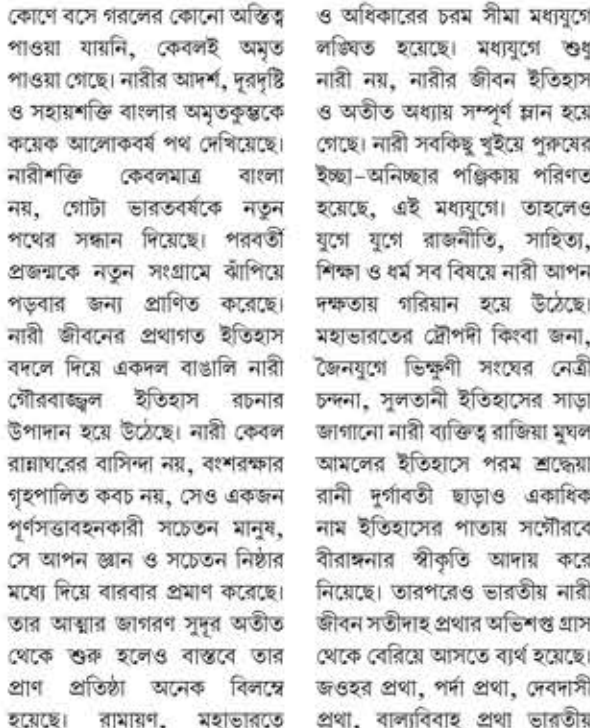 কোণে বসে গরলের কোনো অস্তিত্ব
পাওয়া যায়নি, কেবলই অমৃত
পাওয়া গেছে। নারীর আদর্শ, দূরদৃষ্টি
ও সহায়শক্তি বাংলার অমৃতকুম্ভকে
কয়েক আলোকবর্ষ পথ দেখিয়েছে।
নারীশক্তি কেবলমাত্র বাংলা
নয়, গোটা ভারতবর্ষকে নতুন
পথের সন্ধান দিয়েছে। পরবর্তী
প্রজন্মকে নতুন সংগ্রামে ঝাঁপিয়ে
পড়বার জন্য প্রাণিত করেছে।
নারী জীবনের প্রথাগত ইতিহাস
বদলে দিয়ে একদল বাঙালি নারী
গৌরবাজ্জ্বল ইতিহাস রচনার
উপাদান হয়ে উঠেছে। নারী কেবল
রান্নাঘরের বাসিন্দা নয়, বংশরক্ষার
গৃহপালিত কবচ নয়, সেও একজন
পূর্ণসত্তাবহনকারী সচেতন মানুষ,
সে আপন জ্ঞান ও সচেতন নিষ্ঠার
মধ্যে দিয়ে বারবার প্রমাণ করেছে।
তার আত্মার জাগরণ সুদূর অতীত
থেকে শুরু হলেও বাস্তবে তার
প্রাণ প্রতিষ্ঠা অনেক বিলম্বে
হয়েছে। রামায়ণ, মহাভারতে
ও অধিকারের চরম সীমা মধ্যযুগে
লঙ্ঘিত হয়েছে। মধ্যযুগে শুধু
নারী নয়, নারীর জীবন ইতিহাস
ও অতীত অধ্যায় সম্পূর্ণ ম্লান হয়ে
গেছে। নারী সবকিছু খুইয়ে পুরুষের
ইচ্ছা-অনিচ্ছার পঞ্জিকায় পরিণত
হয়েছে, এই মধ্যযুগে। তাহলেও
যুগে যুগে রাজনীতি, সাহিত্য,
শিক্ষা ও ধর্ম সব বিষয়ে নারী আপন
দক্ষতায় গরিয়ান হয়ে উঠেছে।
মহাভারতের দ্রৌপদী কিংবা জনা,
জৈনযুগে ভিক্ষুণী সংঘের নেত্রী
চন্দনা, সুলতানী ইতিহাসের সাড়া
জাগানো নারী ব্যক্তিত্ব রাজিয়া মুঘল
আমলের ইতিহাসে পরম শ্রদ্ধেয়া
রানী দুর্গাবতী ছাড়াও একাধিক
নাম ইতিহাসের পাতায় সগৌরবে
বীরাঙ্গনার স্বীকৃতি আদায় করে
নিয়েছে। তারপরেও ভারতীয় নারী
জীবন সতীদাহ প্রথার অভিশপ্ত গ্রাস
থেকে বেরিয়ে আসতে ব্যর্থ হয়েছে।
জওহর প্রথা, পর্দা প্রথা, দেবদাসী
প্রথা, বাল্যবিবাহ প্রথা ভারতীয়